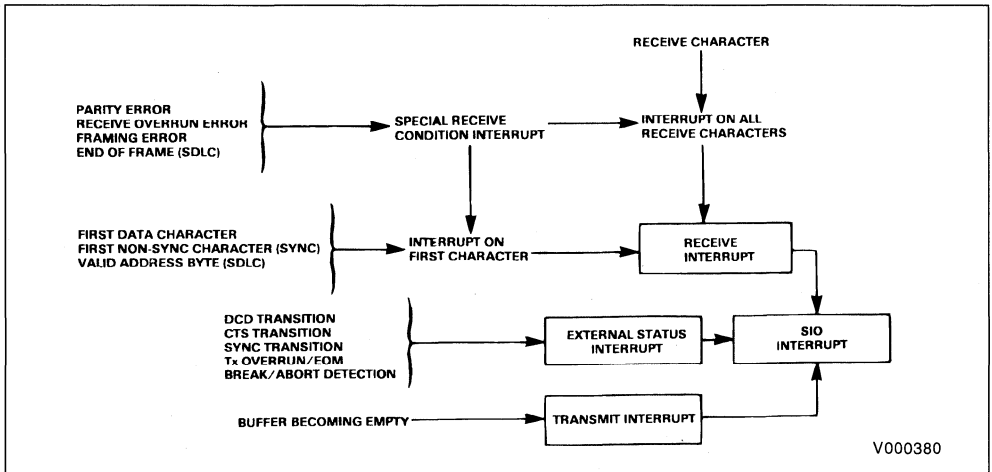 RECEIVE CHARACTER
PARITY ERROR
RECEIVE OVERRUN ERROR
FRAMING ERROR
END OF FRAME (SDLC)
SPECIAL RECEIVE
CONDITION INTERRUPT
INTERRUPT ON ALL
RECEIVE CHARACTERS
FIRST DATA CHARACTER
FIRST NON-SYNC CHARACTER (SYNC)
VALID ADDRESS BYTE (SDLC)
INTERRUPT ON
FIRST CHARACTER
RECEIVE
INTERRUPT
DCD TRANSITION
CTS TRANSITION
SYNC TRANSITION
Tx OVERRUN/EOM
BREAK/ABORT DETECTION
EXTERNAL STATUS
INTERRUPT
SIO
INTERRUPT
BUFFER BECOMING EMPTY
TRANSMIT INTERRUPT
V000380